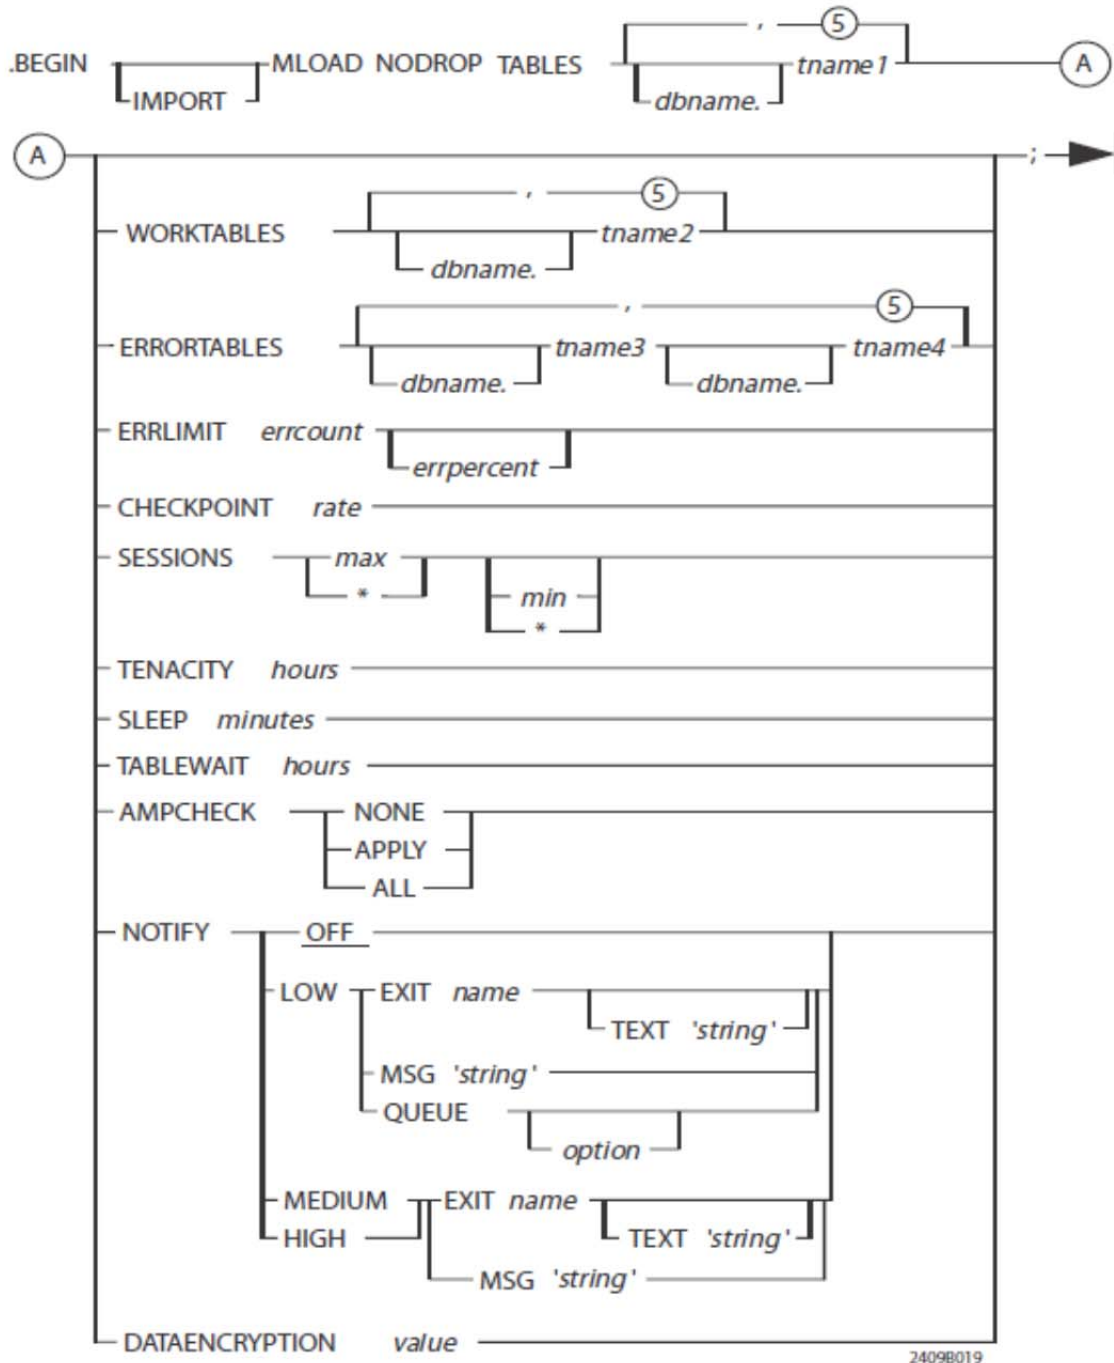 , 5
.BEGIN MLOAD NODROP TABLES tname1 A
IMPORT dbname.
A ;
, 5
WORKTABLES tname2
dbname.
, 5
ERRORTABLES tname3 tname4
dbname. dbname.
ERRLIMIT errcount
errpercent
CHECKPOINT rate
SESSIONS max
* min
*
TENACITY hours
SLEEP minutes
TABLEWAIT hours
AMPCHECK NONE
APPLY
ALL
NOTIFY OFF
LOW EXIT name
TEXT 'string'
MSG 'string'
QUEUE
option
MEDIUM EXIT name
HIGH TEXT 'string'
MSG 'string'
DATAENCRYPTION value
2409B019